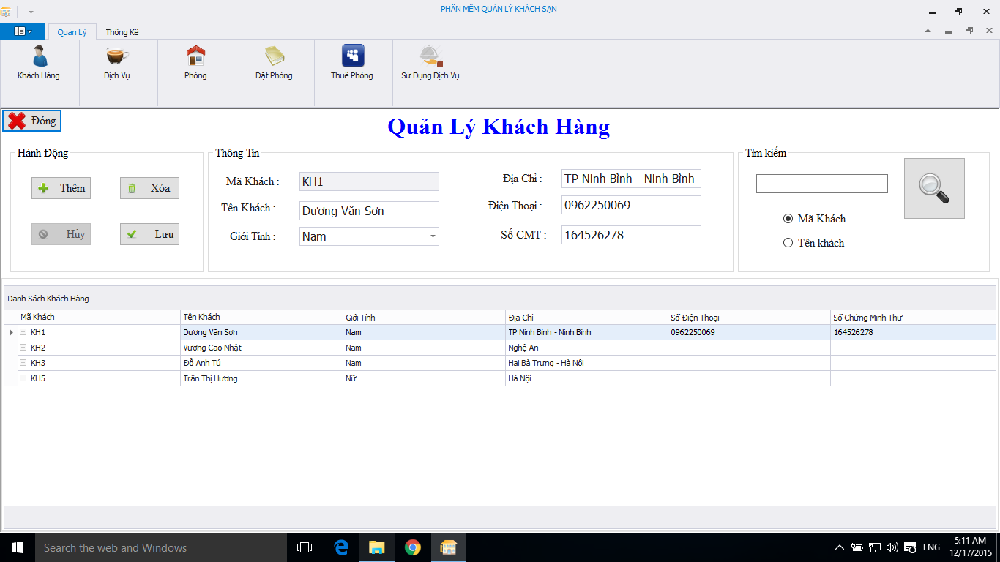 PHẦN MỀM QUẢN LÝ KHÁCH SẠN
Quản Lý Thống Kê
Khách Hàng Dịch Vụ Phòng Đặt Phòng Thuê Phòng Sử Dụng Dịch Vụ
Đóng
Quản Lý Khách Hàng
Hành Động Thông Tin Tìm kiếm
Thêm Xóa
Hủy Lưu
Mã Khách : KH1 Địa Chỉ : TP Ninh Bình - Ninh Bình
Tên Khách : Dương Văn Sơn Điện Thoại : 0962250069
Giới Tính : Nam Số CMT : 164526278
Mã Khách
Tên khách
Danh Sách Khách Hàng
Mã Khách Tên Khách Giới Tính Địa Chỉ Số Điện Thoại Số Chứng Minh Thư
KH1 Dương Văn Sơn Nam TP Ninh Bình - Ninh Bình 0962250069 164526278
KH2 Vương Cao Nhật Nam Nghệ An
KH3 Đỗ Anh Tú Nam Hai Bà Trưng - Hà Nội
KH5 Trần Thị Hương Nữ Hà Nội
Search the web and Windows
ENG
5:11 AM
12/17/2015